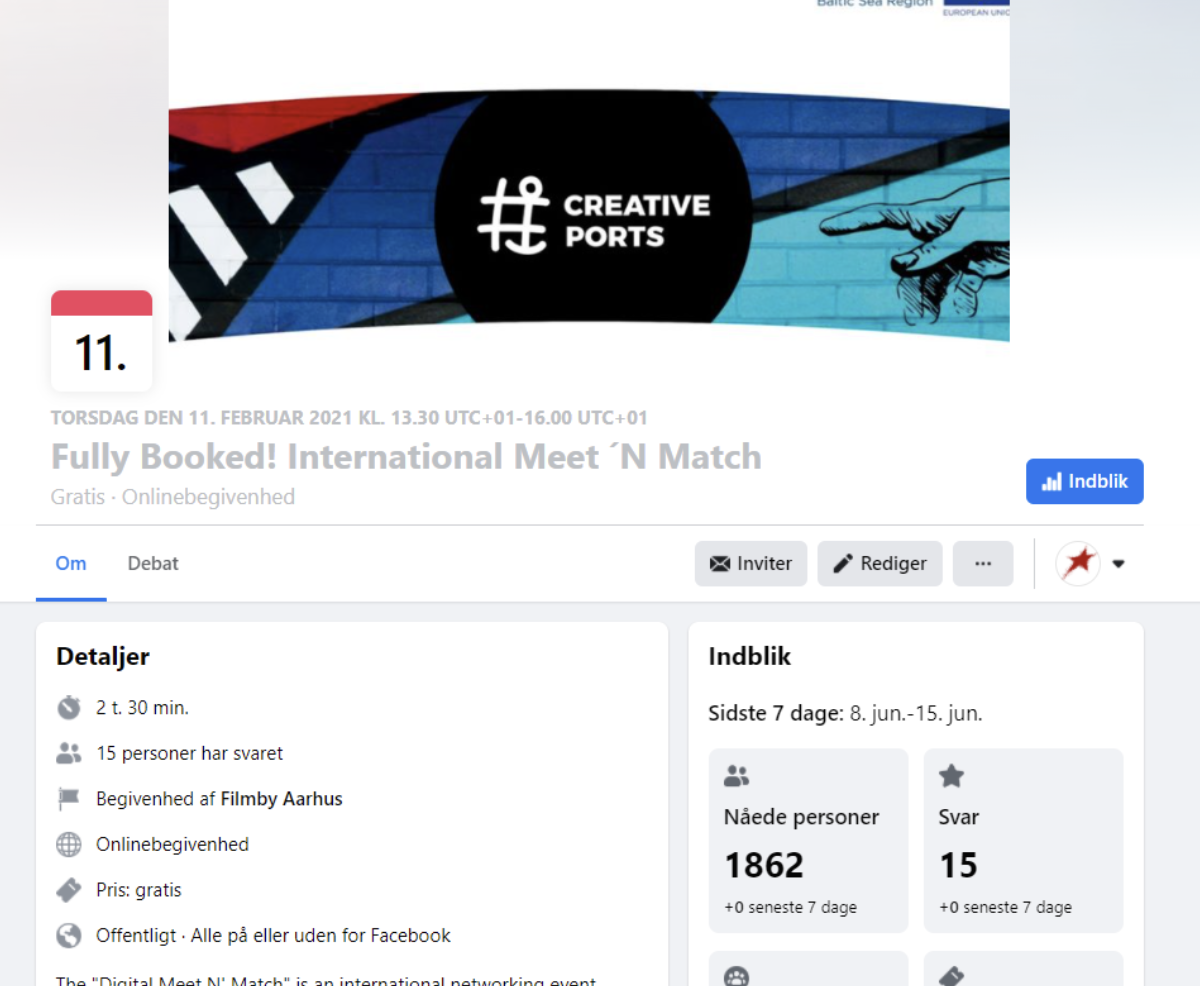 Baltic Sea Region
EUROPEAN UNIO
CREATIVE
PORTS
11.
TORSDAG DEN 11. FEBRUAR 2021 KL. 13.30 UTC+01-16.00 UTC+01
Fully Booked! International Meet ´N Match
Gratis · Onlinebegivenhed
Indblik
Om
Debat
Inviter
Rediger
Detaljer
2 t. 30 min.
15 personer har svaret
Begivenhed af Filmby Aarhus
Onlinebegivenhed
Pris: gratis
Offentligt · Alle på eller uden for Facebook
The "Digital Meet N' Match" is an international networking event
Indblik
Sidste 7 dage: 8. jun.-15. jun.
Nåede personer
1862
+0 seneste 7 dage
Svar
15
+0 seneste 7 dage